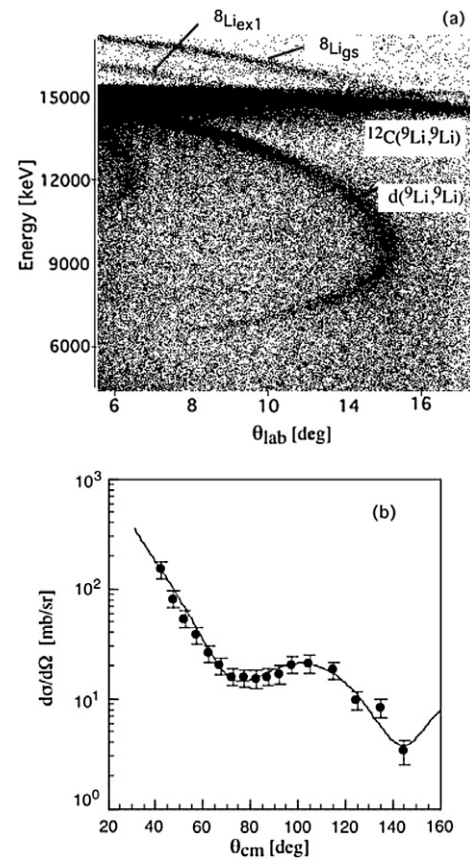 ⁸Li_ex1
(a)
⁸Li_gs
15000
¹²C(⁹Li,⁹Li)
12000
d(⁹Li,⁹Li)
9000
6000
Energy [keV]
6 8 10 12 14 16
θ_lab [deg]
(b)
10³
10²
10¹
10⁰
dσ/dΩ [mb/sr]
20 40 60 80 100 120 140 160
θ_cm [deg]